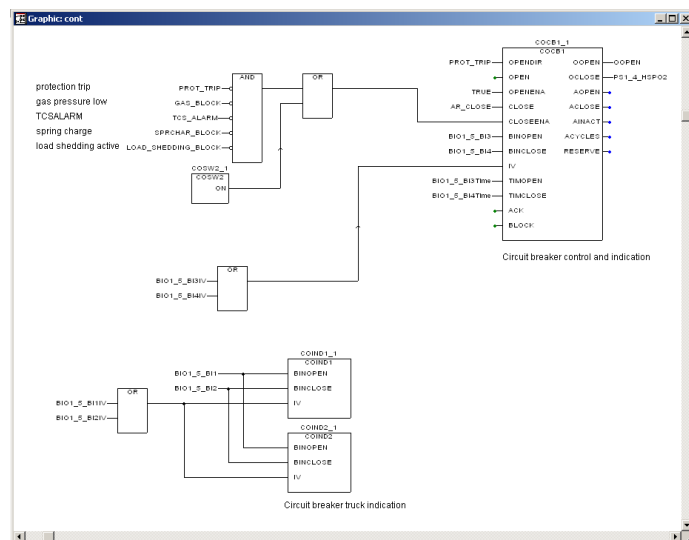 Graphic: cont
protection trip
gas pressure low
TCSALARM
spring charge
load shedding active
PROT_TRIP
GAS_BLOCK
TCS_ALARM
SPRCHAR_BLOCK
LOAD_SHEDDING_BLOCK
AND
OR
COSW2_1
COSW2
ON
COCB1_1
COCB1
PROT_TRIP OPENDIR OOPEN OOPEN
OPEN OCLOSE PS1_4_HSPO2
TRUE OPENENA AOPEN
AR_CLOSE CLOSE ACLOSE
CLOSEENA AINACT
BIO1_5_BI3 BINOPEN ACYCLES
BIO1_5_BI4 BINCLOSE RESERVE
IV
BIO1_5_BI3Time TIMOPEN
BIO1_5_BI4Time TIMCLOSE
ACK
BLOCK
Circuit breaker control and indication
OR
BIO1_5_BI3IV
BIO1_5_BI4IV
COIND1_1
COIND1
BIO1_5_BI1 BINOPEN
BIO1_5_BI2 BINCLOSE
IV
OR
BIO1_5_BI1IV
BIO1_5_BI2IV
COIND2_1
COIND2
BINOPEN
BINCLOSE
IV
Circuit breaker truck indication